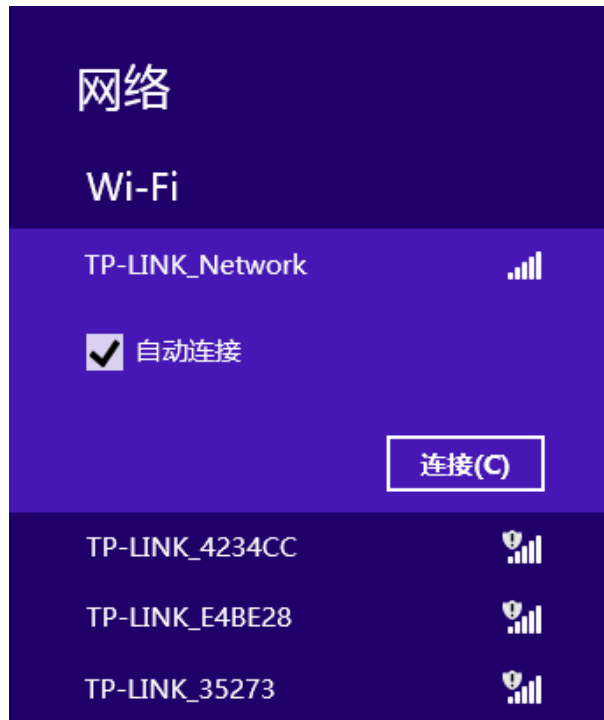 网络
Wi-Fi
TP-LINK_Network
自动连接
连接(C)
TP-LINK_4234CC
TP-LINK_E4BE28
TP-LINK_35273